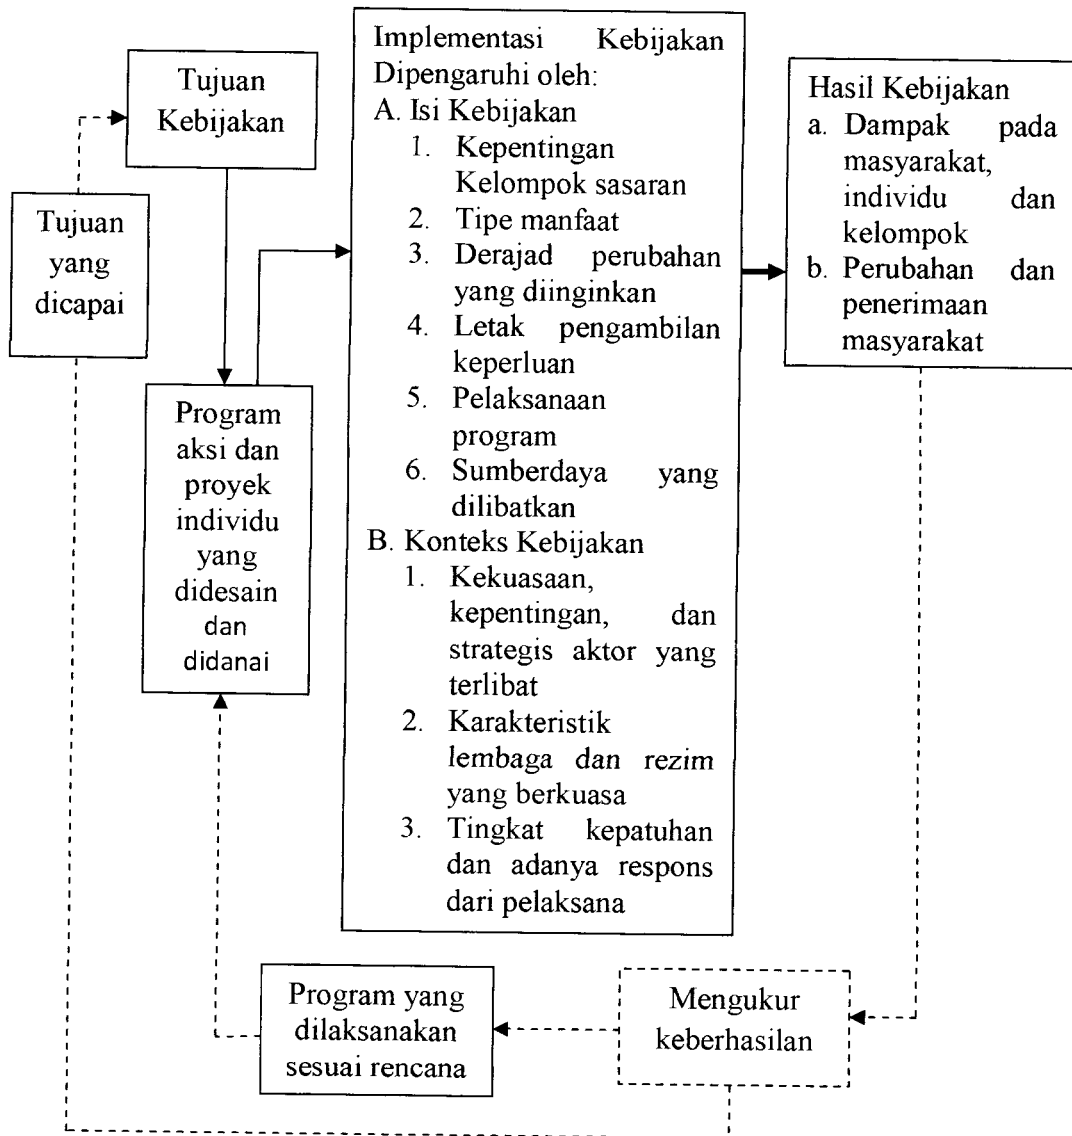 Tujuan
Kebijakan
Tujuan
yang
dicapai
Program
aksi dan
proyek
individu
yang
didesain
dan
didanai
Implementasi Kebijakan
Dipengaruhi oleh:
A. Isi Kebijakan
1. Kepentingan
Kelompok sasaran
2. Tipe manfaat
3. Derajad perubahan
yang diinginkan
4. Letak pengambilan
keperluan
5. Pelaksanaan
program
6. Sumberdaya yang
dilibatkan
B. Konteks Kebijakan
1. Kekuasaan,
kepentingan, dan
strategis aktor yang
terlibat
2. Karakteristik
lembaga dan rezim
yang berkuasa
3. Tingkat kepatuhan
dan adanya respons
dari pelaksana
Hasil Kebijakan
a. Dampak pada
masyarakat,
individu dan
kelompok
b. Perubahan dan
penerimaan
masyarakat
Program yang
dilaksanakan
sesuai rencana
Mengukur
keberhasilan